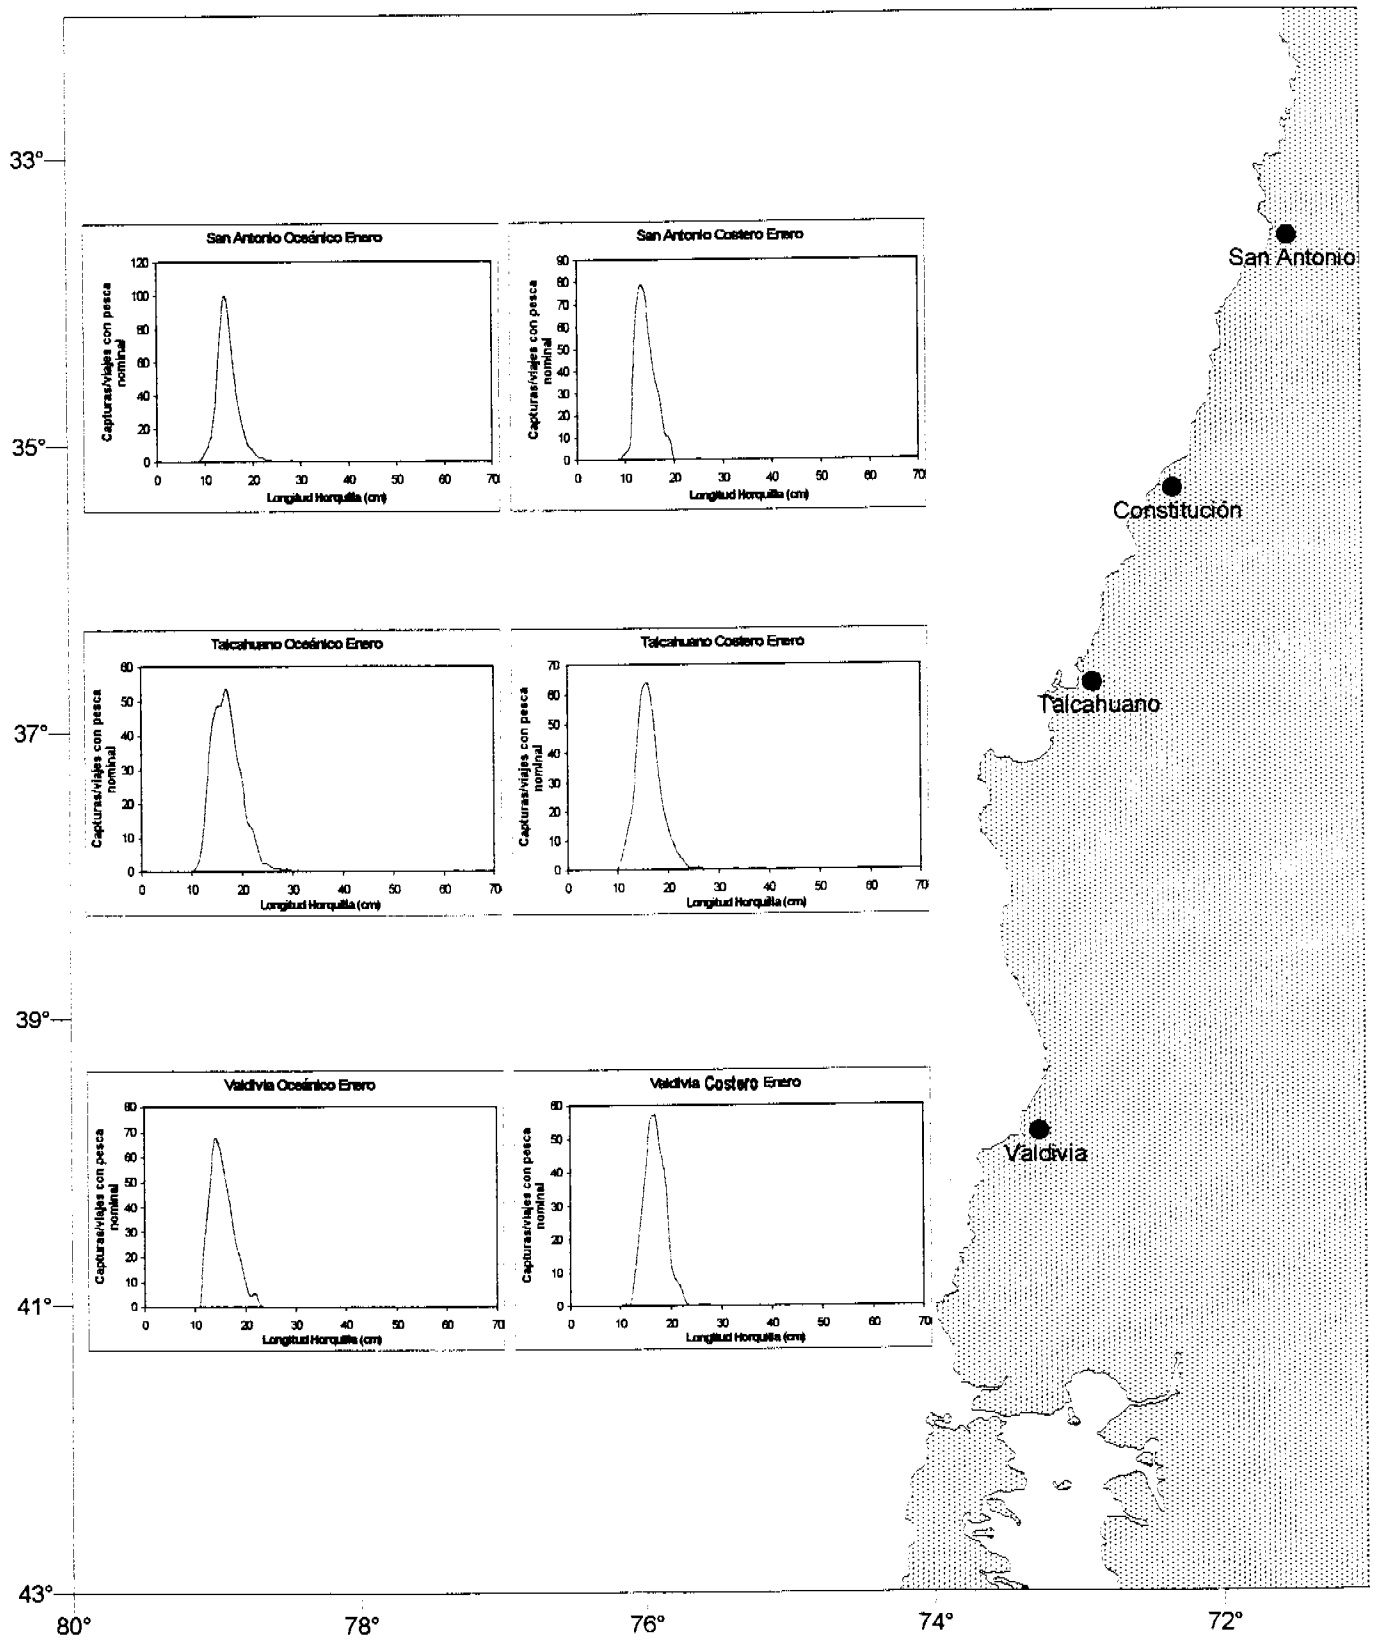 33°
35°
37°
39°
41°
43°
80°
78°
76°
74°
72°
San Antonio
Constitución
Talcahuano
Valdivia
San Antonio Oceánico Enero
Capturas/viajes con pesca
nominal
120
100
80
60
40
20
0
0 10 20 30 40 50 60 70
Longitud Horquilla (cm)
San Antonio Costero Enero
Capturas/viajes con pesca
nominal
90
80
70
60
50
40
30
20
10
0
0 10 20 30 40 50 60 70
Longitud Horquilla (cm)
Talcahuano Oceánico Enero
Capturas/viajes con pesca
nominal
60
50
40
30
20
10
0
0 10 20 30 40 50 60 70
Longitud Horquilla (cm)
Talcahuano Costero Enero
Capturas/viajes con pesca
nominal
70
60
50
40
30
20
10
0
0 10 20 30 40 50 60 70
Longitud Horquilla (cm)
Valdivia Oceánico Enero
Capturas/viajes con pesca
nominal
80
70
60
50
40
30
20
10
0
0 10 20 30 40 50 60 70
Longitud Horquilla (cm)
Valdivia Costero Enero
Capturas/viajes con pesca
nominal
60
50
40
30
20
10
0
0 10 20 30 40 50 60 70
Longitud Horquilla (cm)